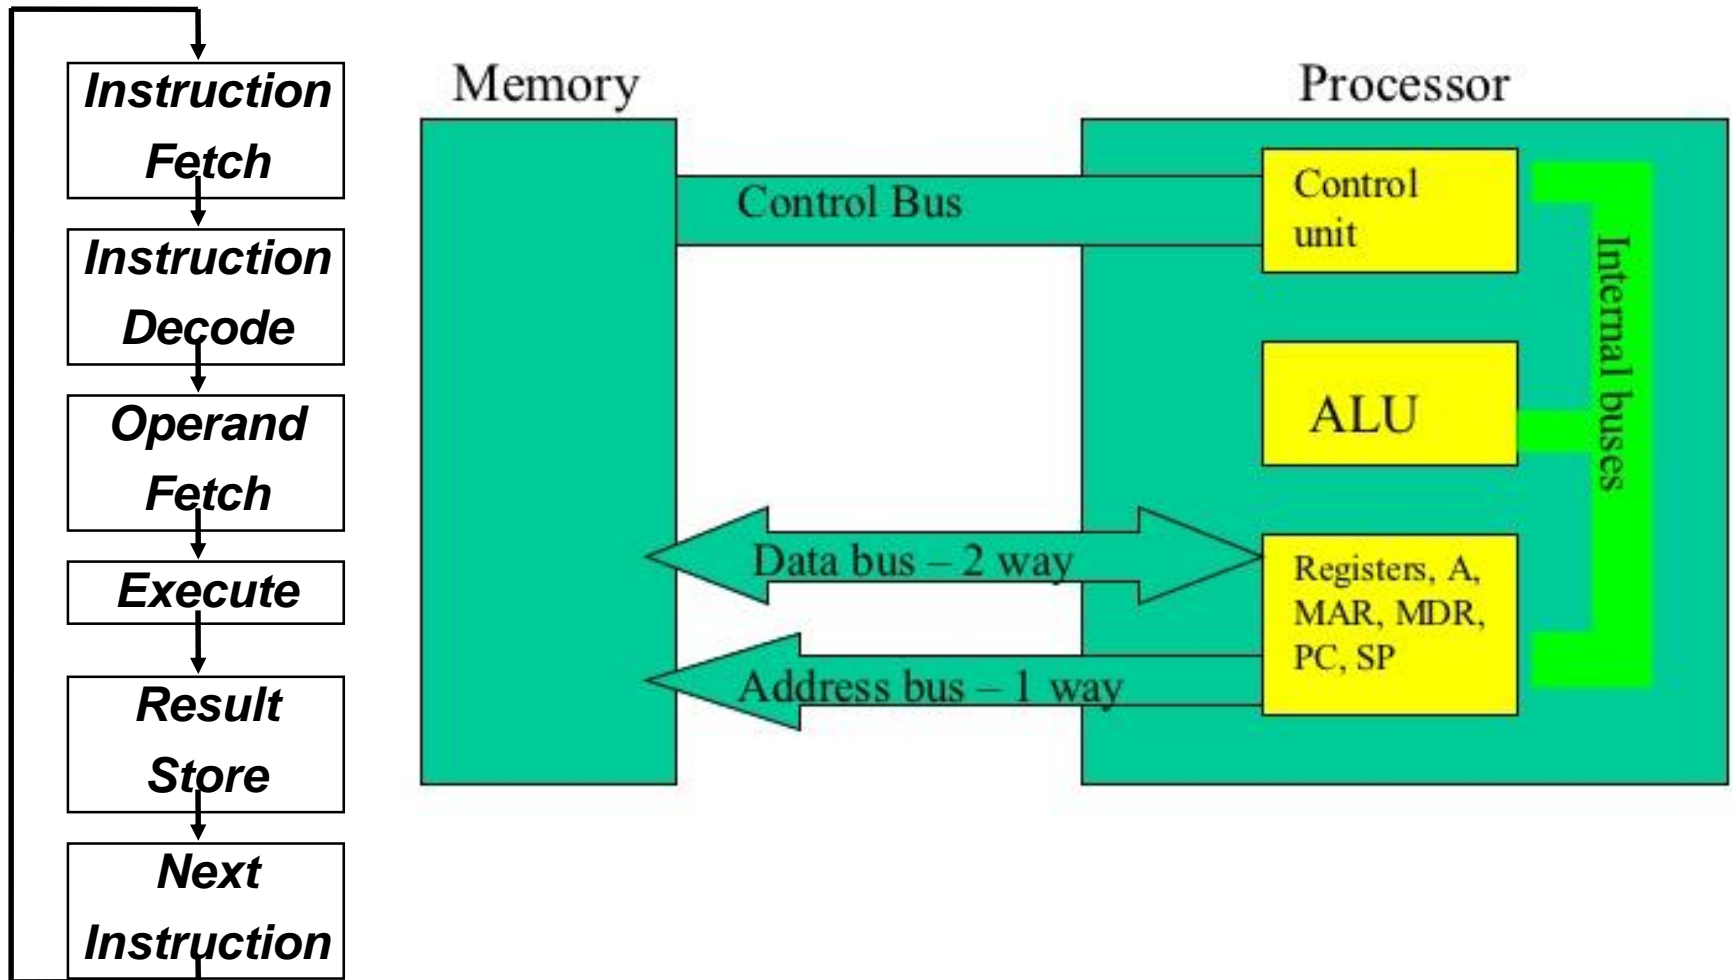 Instruction
Fetch
Instruction
Decode
Operand
Fetch
Execute
Result
Store
Next
Instruction
Memory
Processor
Control Bus
Control
unit
ALU
Internal buses
Data bus – 2 way
Registers, A,
MAR, MDR,
PC, SP
Address bus – 1 way